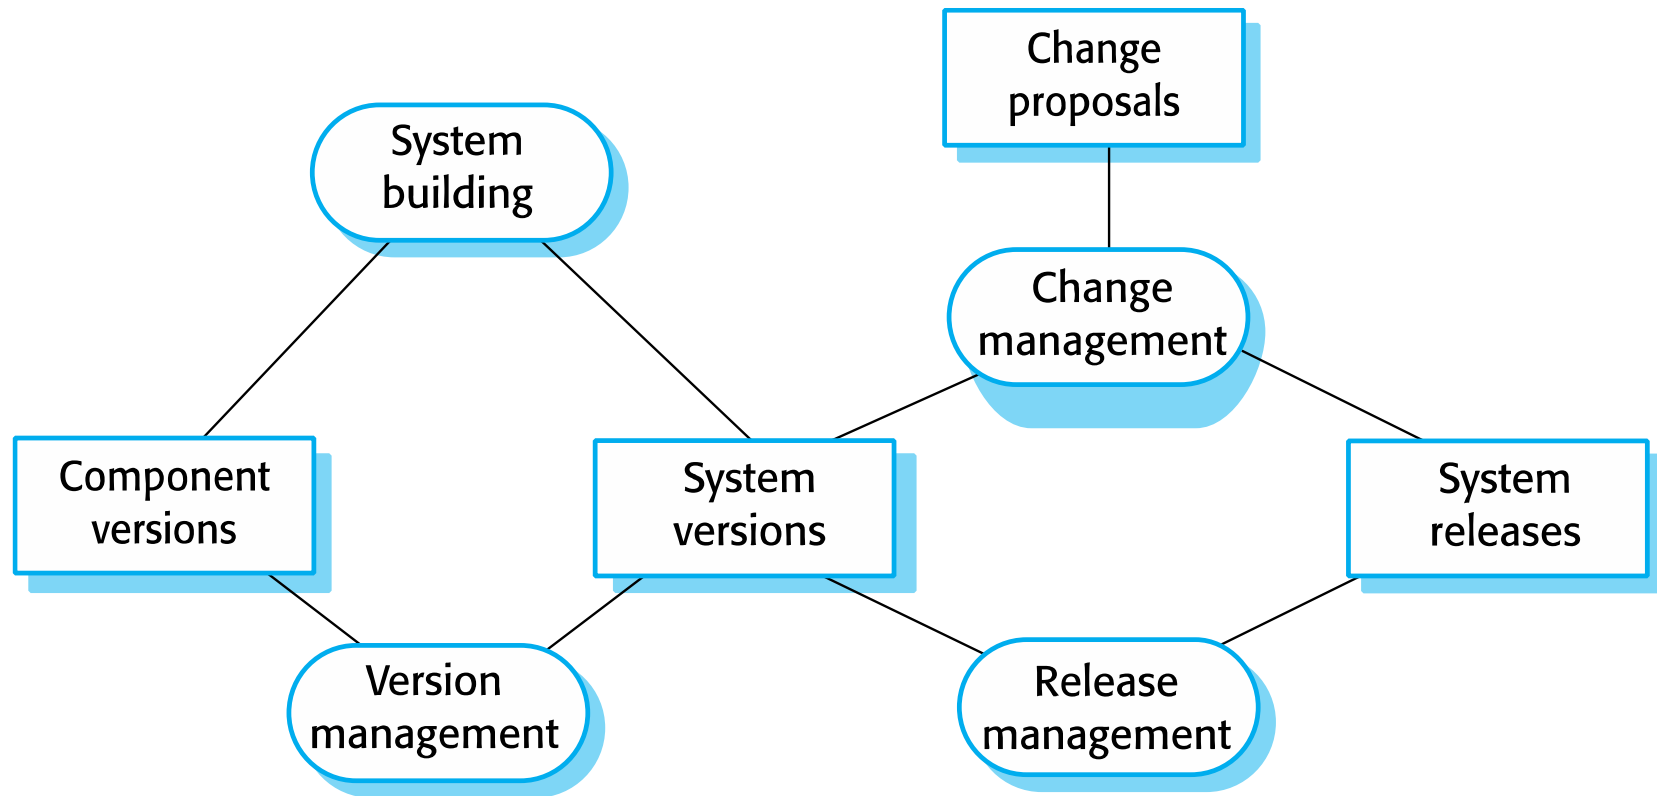 Change
proposals
System
building
Change
management
Component
versions
System
versions
System
releases
Version
management
Release
management